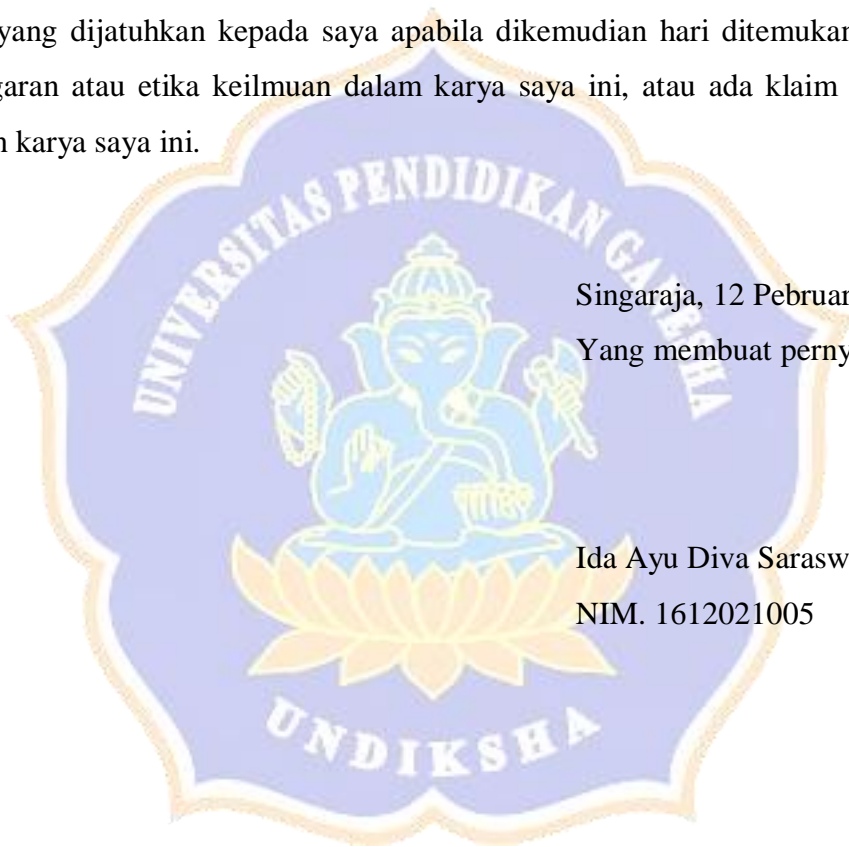 yang dijatuhkan kepada saya apabila dikemudian hari ditemukan
garan atau etika keilmuan dalam karya saya ini, atau ada klaim
karya saya ini.
UNIVERSITAS PENDIDIKAN GANESHA
Singaraja, 12 Pebruar
Yang membuat perny
Ida Ayu Diva Sarasw
NIM. 1612021005
UNDIKSHA